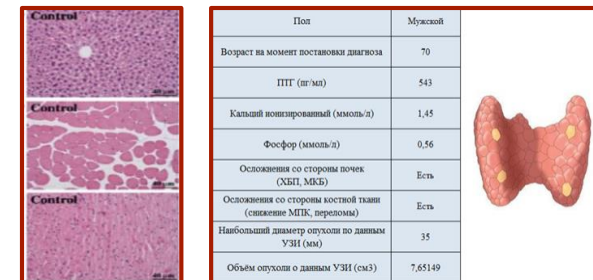 Control
Control
Control
Пол Мужской
Возраст на момент постановки диагноза 70
ПТГ (пг/мл) 543
Кальций ионизированный (ммоль/л) 1,45
Фосфор (ммоль/л) 0,56
Осложнения со стороны почек
(ХБП, МКБ) Есть
Осложнения со стороны костной ткани
(снижение МПК, переломы) Есть
Наибольший диаметр опухоли по данным
УЗИ (мм) 35
Объём опухоли о данным УЗИ (см3) 7,65149